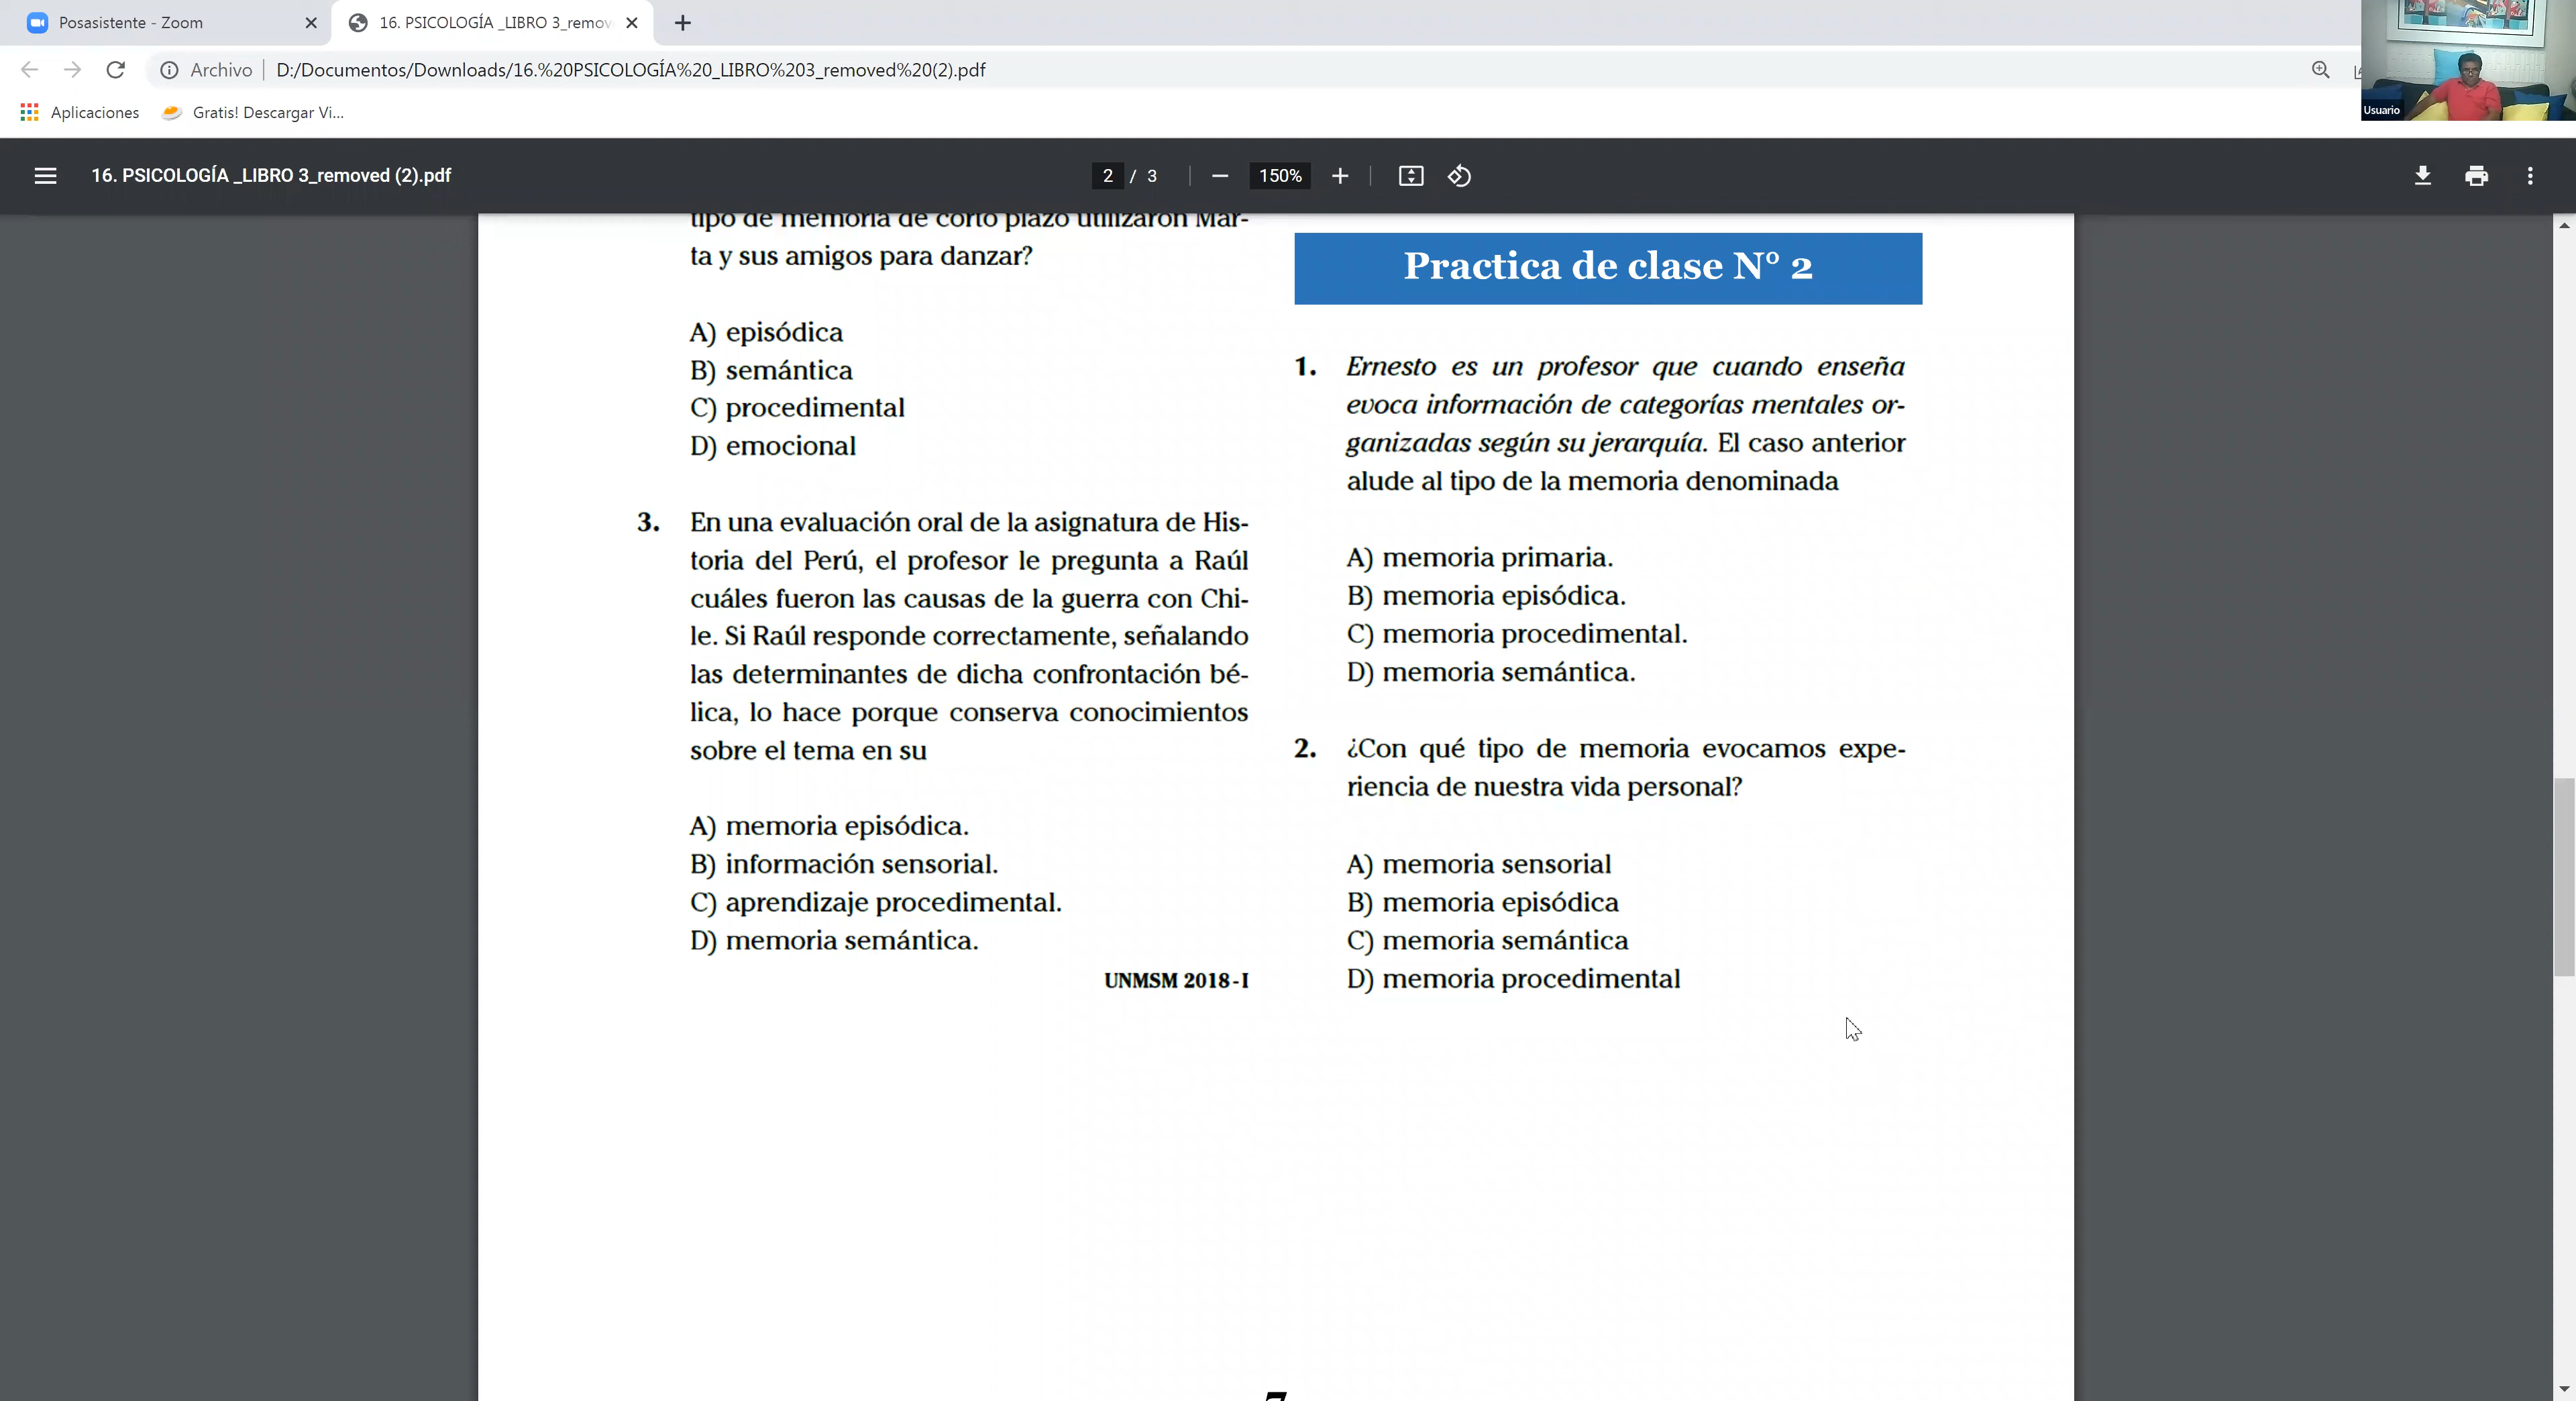 Posasistente - Zoom
16. PSICOLOGÍA _LIBRO 3_remov
Archivo
D:/Documentos/Downloads/16.%20PSICOLOGÍA%20_LIBRO%203_removed%20(2).pdf
Aplicaciones
Gratis! Descargar Vi...
Usuario
16. PSICOLOGÍA _LIBRO 3_removed (2).pdf
2 / 3
150%
tipo de memoria de corto plazo utilizaron Mar-
ta y sus amigos para danzar?
A) episódica
B) semántica
C) procedimental
D) emocional
3. En una evaluación oral de la asignatura de His-
toria del Perú, el profesor le pregunta a Raúl
cuáles fueron las causas de la guerra con Chi-
le. Si Raúl responde correctamente, señalando
las determinantes de dicha confrontación bé-
lica, lo hace porque conserva conocimientos
sobre el tema en su
A) memoria episódica.
B) información sensorial.
C) aprendizaje procedimental.
D) memoria semántica.
UNMSM 2018-I
Practica de clase N° 2
1. Ernesto es un profesor que cuando enseña
evoca información de categorías mentales or-
ganizadas según su jerarquía. El caso anterior
alude al tipo de la memoria denominada
A) memoria primaria.
B) memoria episódica.
C) memoria procedimental.
D) memoria semántica.
2. ¿Con qué tipo de memoria evocamos expe-
riencia de nuestra vida personal?
A) memoria sensorial
B) memoria episódica
C) memoria semántica
D) memoria procedimental